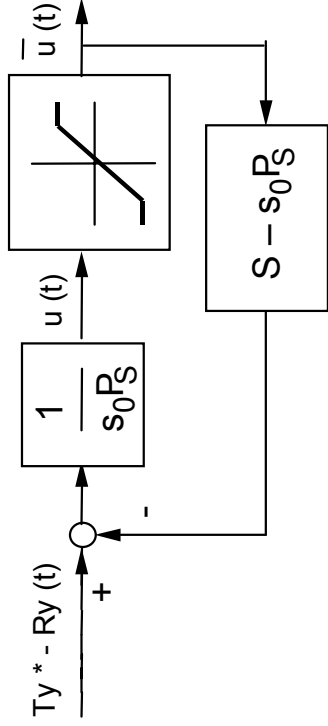 Ty * - Ry (t)
+
-
1
s₀P_S
u (t)
ū (t)
S – s₀P_S